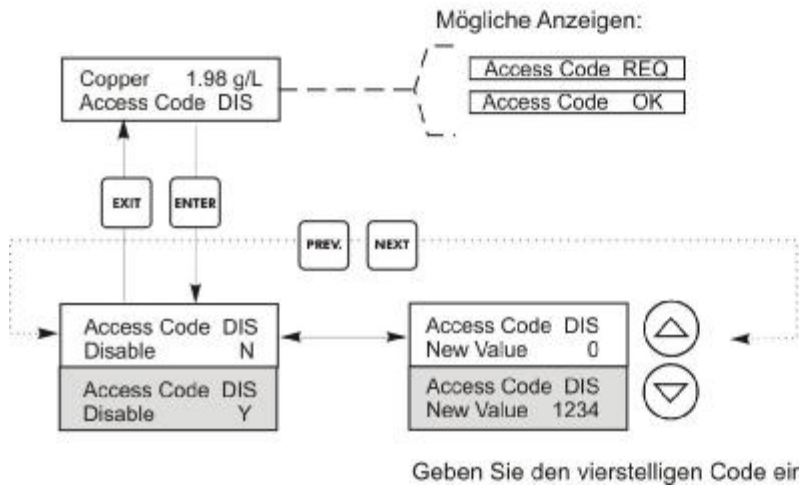 Mögliche Anzeigen:
Copper 1.98 g/L
Access Code DIS
Access Code REQ
Access Code OK
EXIT
ENTER
PREV.
NEXT
Access Code DIS
Disable N
Access Code DIS
Disable Y
Access Code DIS
New Value 0
Access Code DIS
New Value 1234
Geben Sie den vierstelligen Code ein